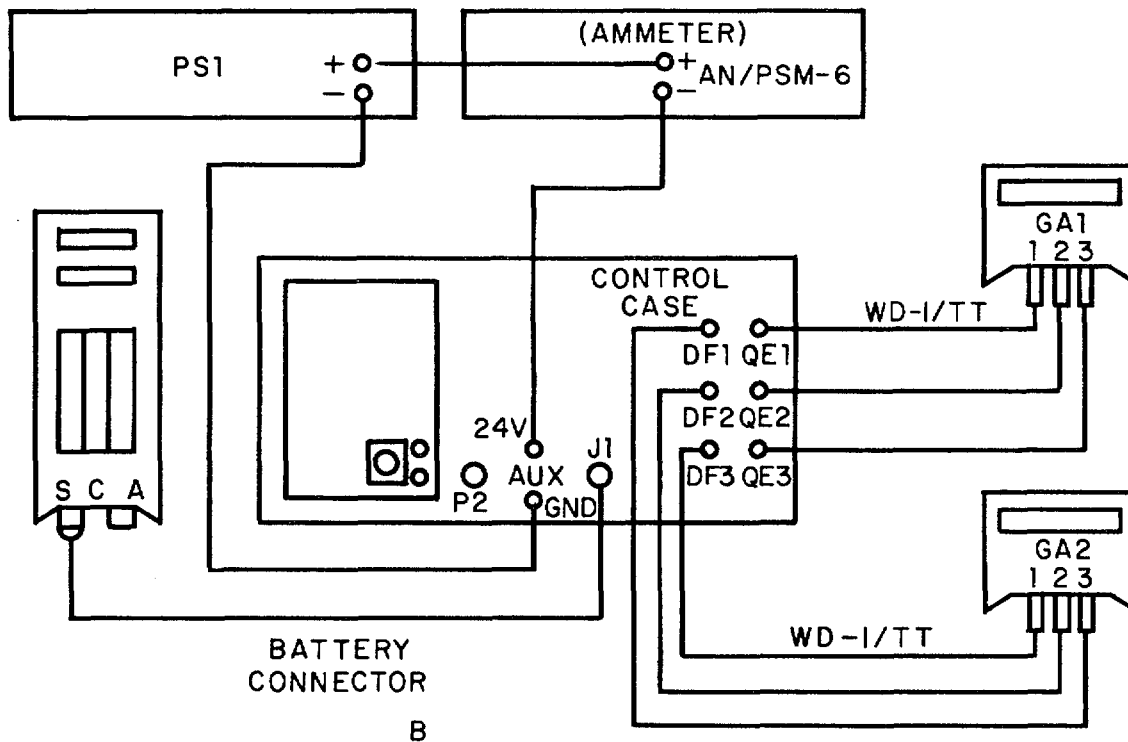 PS1
+
−
(AMMETER)
+
AN/PSM-6
−
GA1
1 2 3
CONTROL
CASE
WD-1/TT
DF1 QE1
DF2 QE2
DF3 QE3
24V
J1
AUX
P2
GND
S C A
GA2
1 2 3
WD-1/TT
BATTERY
CONNECTOR
B